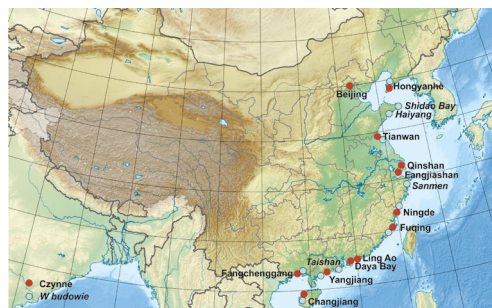 Beijing
Hongyanhe
Shidao Bay
Haiyang
Tianwan
Qinshan
Fangjiashan
Sanmen
Ningde
Fuqing
Taishan
Ling Ao
Daya Bay
Fangchenggang
Yangjiang
Changjiang
Czynne
W budowie